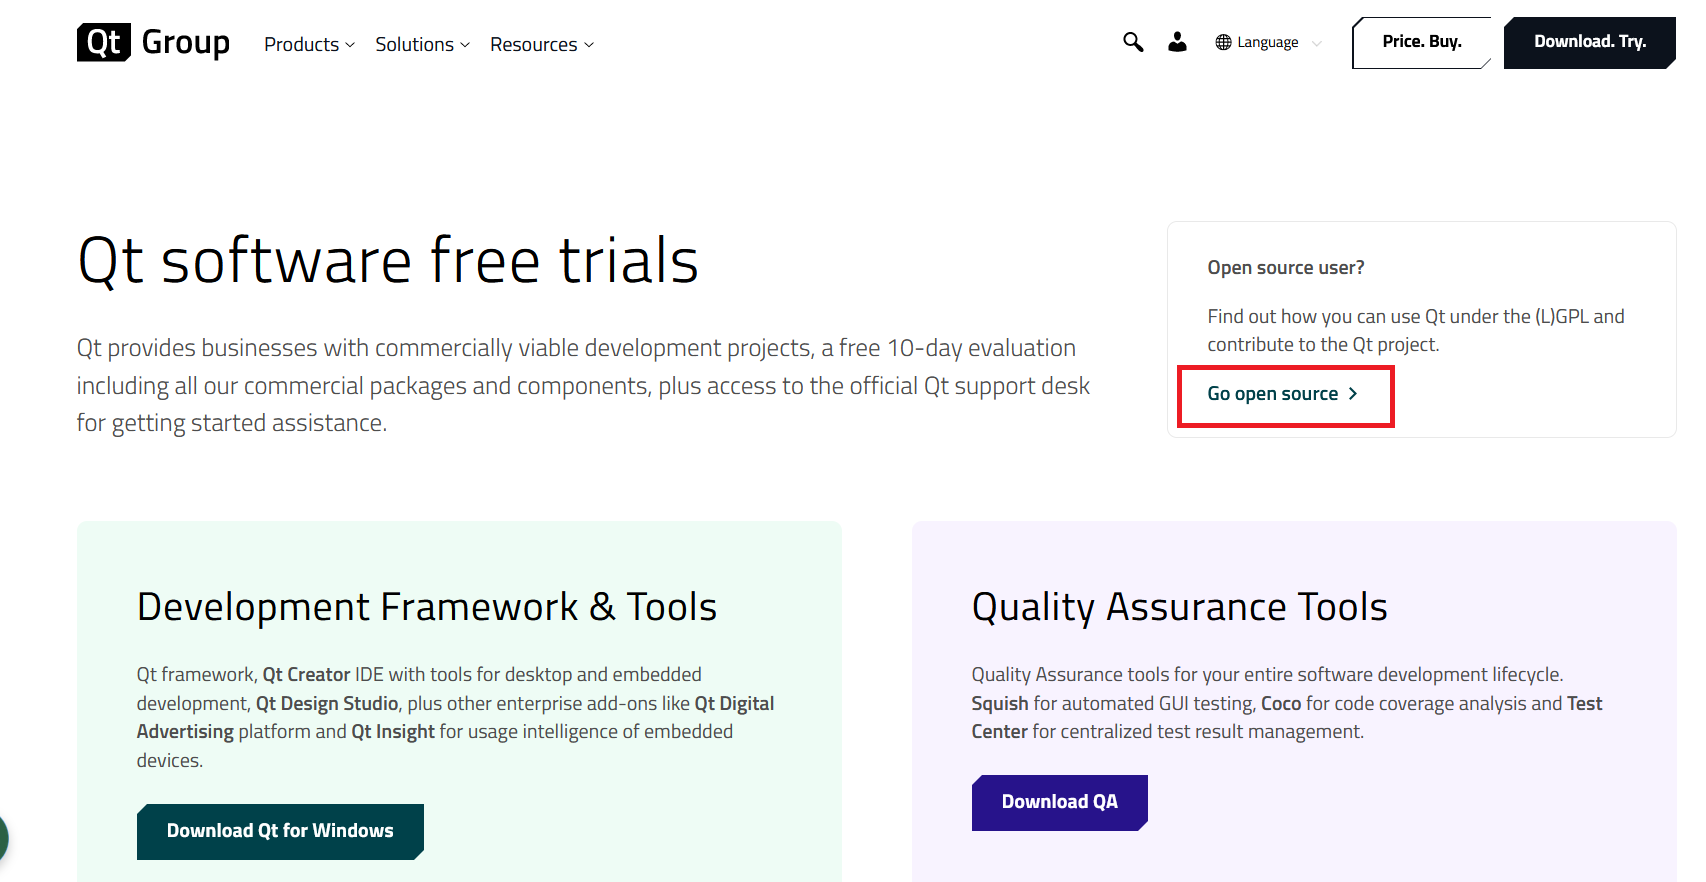 Qt Group
Products
Solutions
Resources
Language
Price. Buy.
Download. Try.
Qt software free trials
Qt provides businesses with commercially viable development projects, a free 10-day evaluation
including all our commercial packages and components, plus access to the official Qt support desk
for getting started assistance.
Open source user?
Find out how you can use Qt under the (L)GPL and
contribute to the Qt project.
Go open source
Development Framework & Tools
Qt framework, Qt Creator IDE with tools for desktop and embedded
development, Qt Design Studio, plus other enterprise add-ons like Qt Digital
Advertising platform and Qt Insight for usage intelligence of embedded
devices.
Download Qt for Windows
Quality Assurance Tools
Quality Assurance tools for your entire software development lifecycle.
Squish for automated GUI testing, Coco for code coverage analysis and Test
Center for centralized test result management.
Download QA